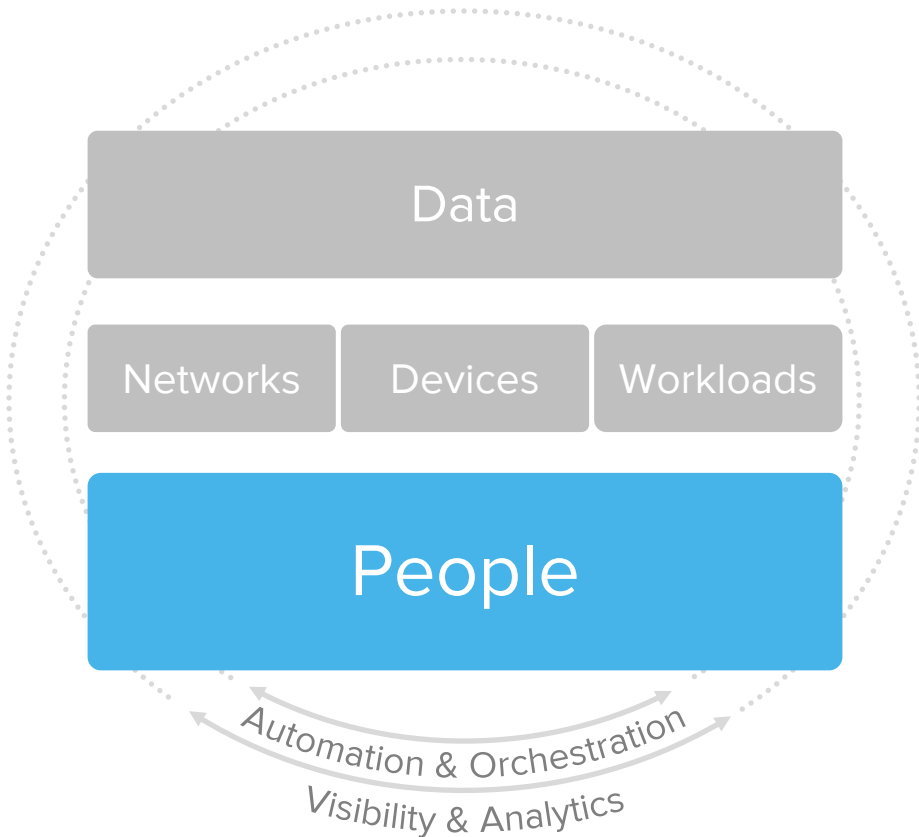 Data
Networks
Devices
Workloads
People
Automation & Orchestration
Visibility & Analytics